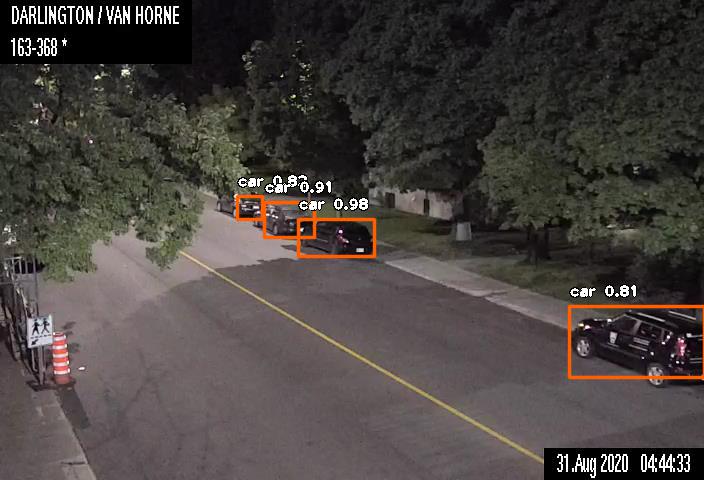 DARLINGTON / VAN HORNE
163-368 *
car 0.91
car 0.98
car 0.81
31.Aug 2020 04:44:33